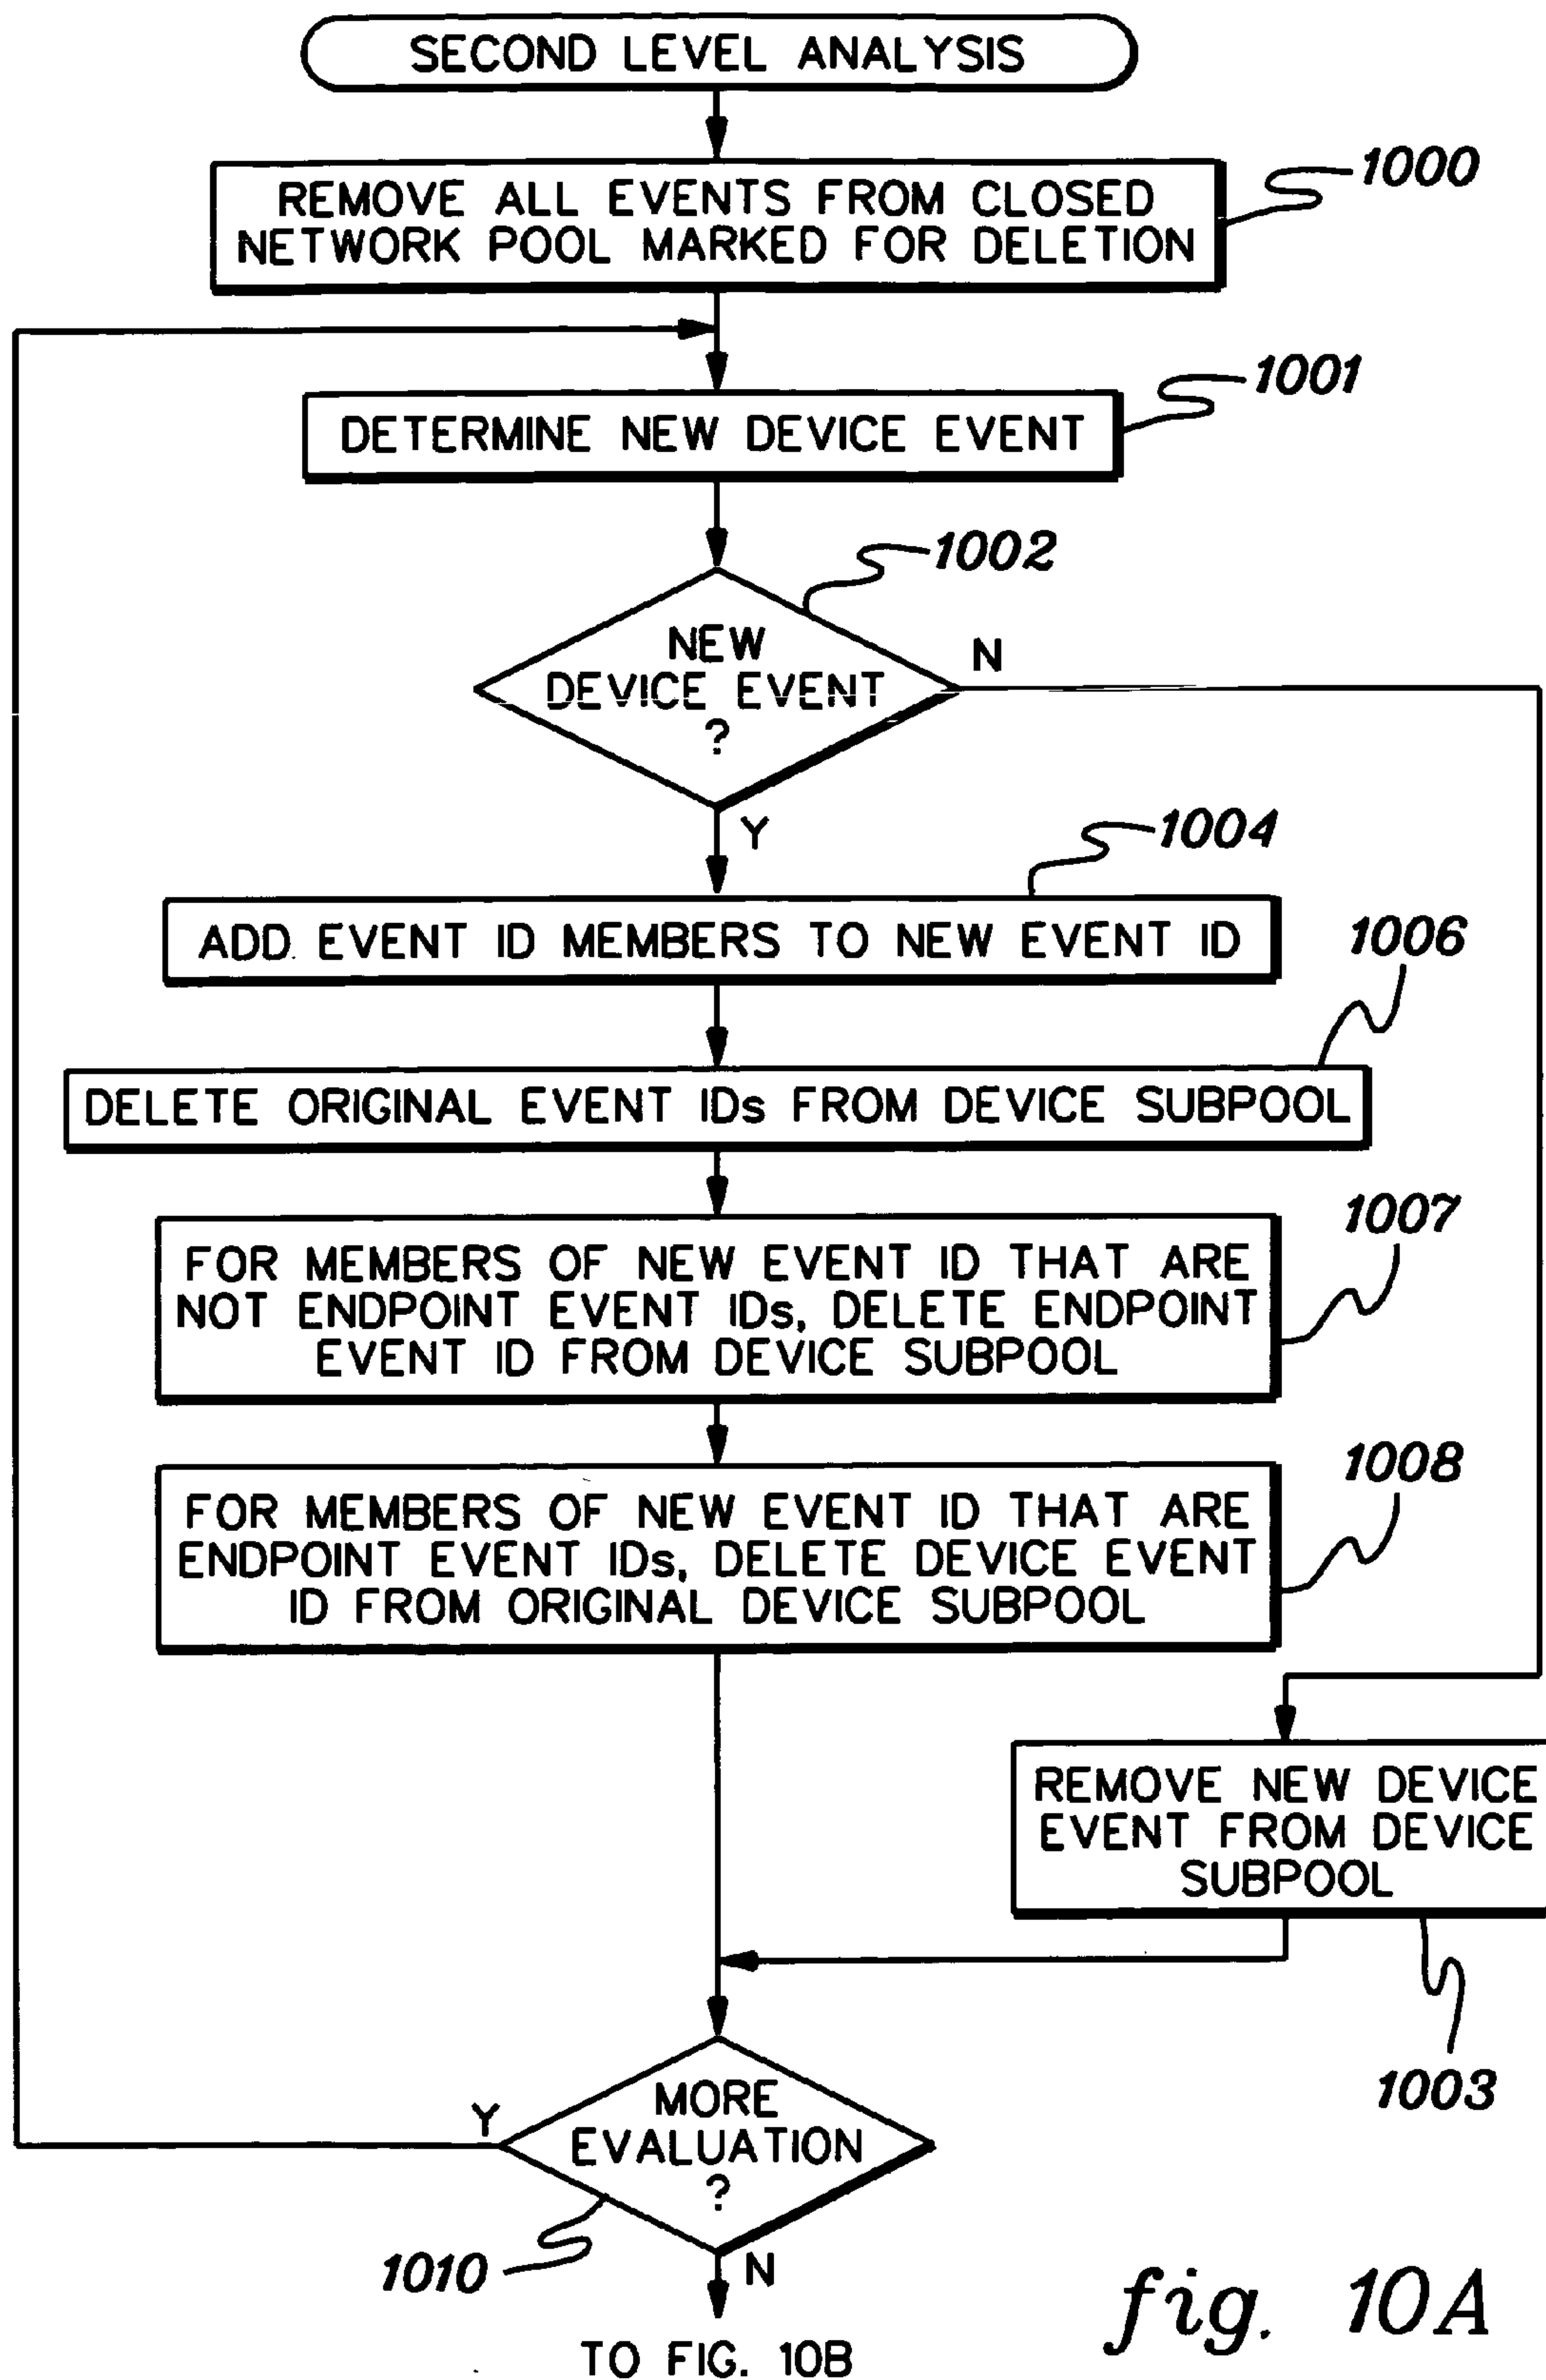 SECOND LEVEL ANALYSIS
1000
REMOVE ALL EVENTS FROM CLOSED
NETWORK POOL MARKED FOR DELETION
1001
DETERMINE NEW DEVICE EVENT
1002
NEW
DEVICE EVENT
?
N
Y
1004
ADD EVENT ID MEMBERS TO NEW EVENT ID
1006
DELETE ORIGINAL EVENT IDs FROM DEVICE SUBPOOL
1007
FOR MEMBERS OF NEW EVENT ID THAT ARE
NOT ENDPOINT EVENT IDs, DELETE ENDPOINT
EVENT ID FROM DEVICE SUBPOOL
1008
FOR MEMBERS OF NEW EVENT ID THAT ARE
ENDPOINT EVENT IDs, DELETE DEVICE EVENT
ID FROM ORIGINAL DEVICE SUBPOOL
REMOVE NEW DEVICE
EVENT FROM DEVICE
SUBPOOL
1003
Y
MORE
EVALUATION
?
1010
N
TO FIG. 10B
fig. 10A